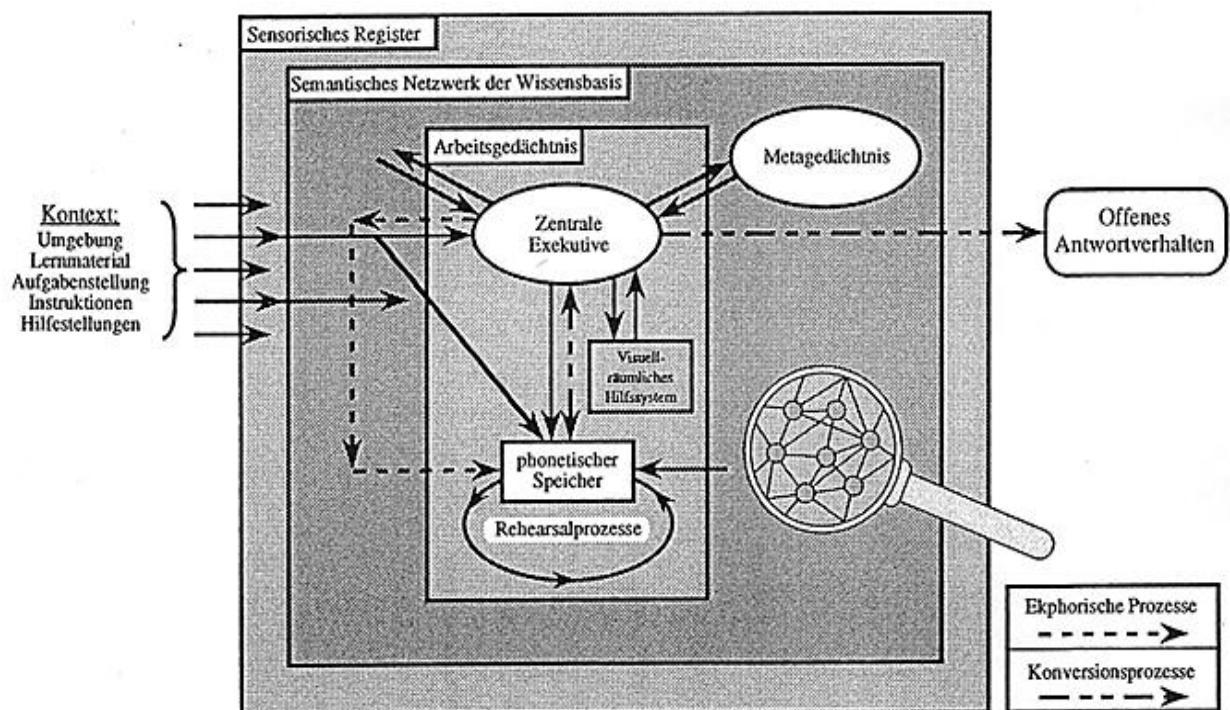 Sensorisches Register
Semantisches Netzwerk der Wissensbasis
Arbeitsgedächtnis
Metagedächtnis
Kontext:
Umgebung
Lernmaterial
Aufgabenstellung
Instruktionen
Hilfestellungen
Zentrale
Exekutive
Offenes
Antwortverhalten
Visuell-
räumliches
Hilfssystem
phonetischer
Speicher
Rehearsalprozesse
Ekphorische Prozesse
Konversionsprozesse